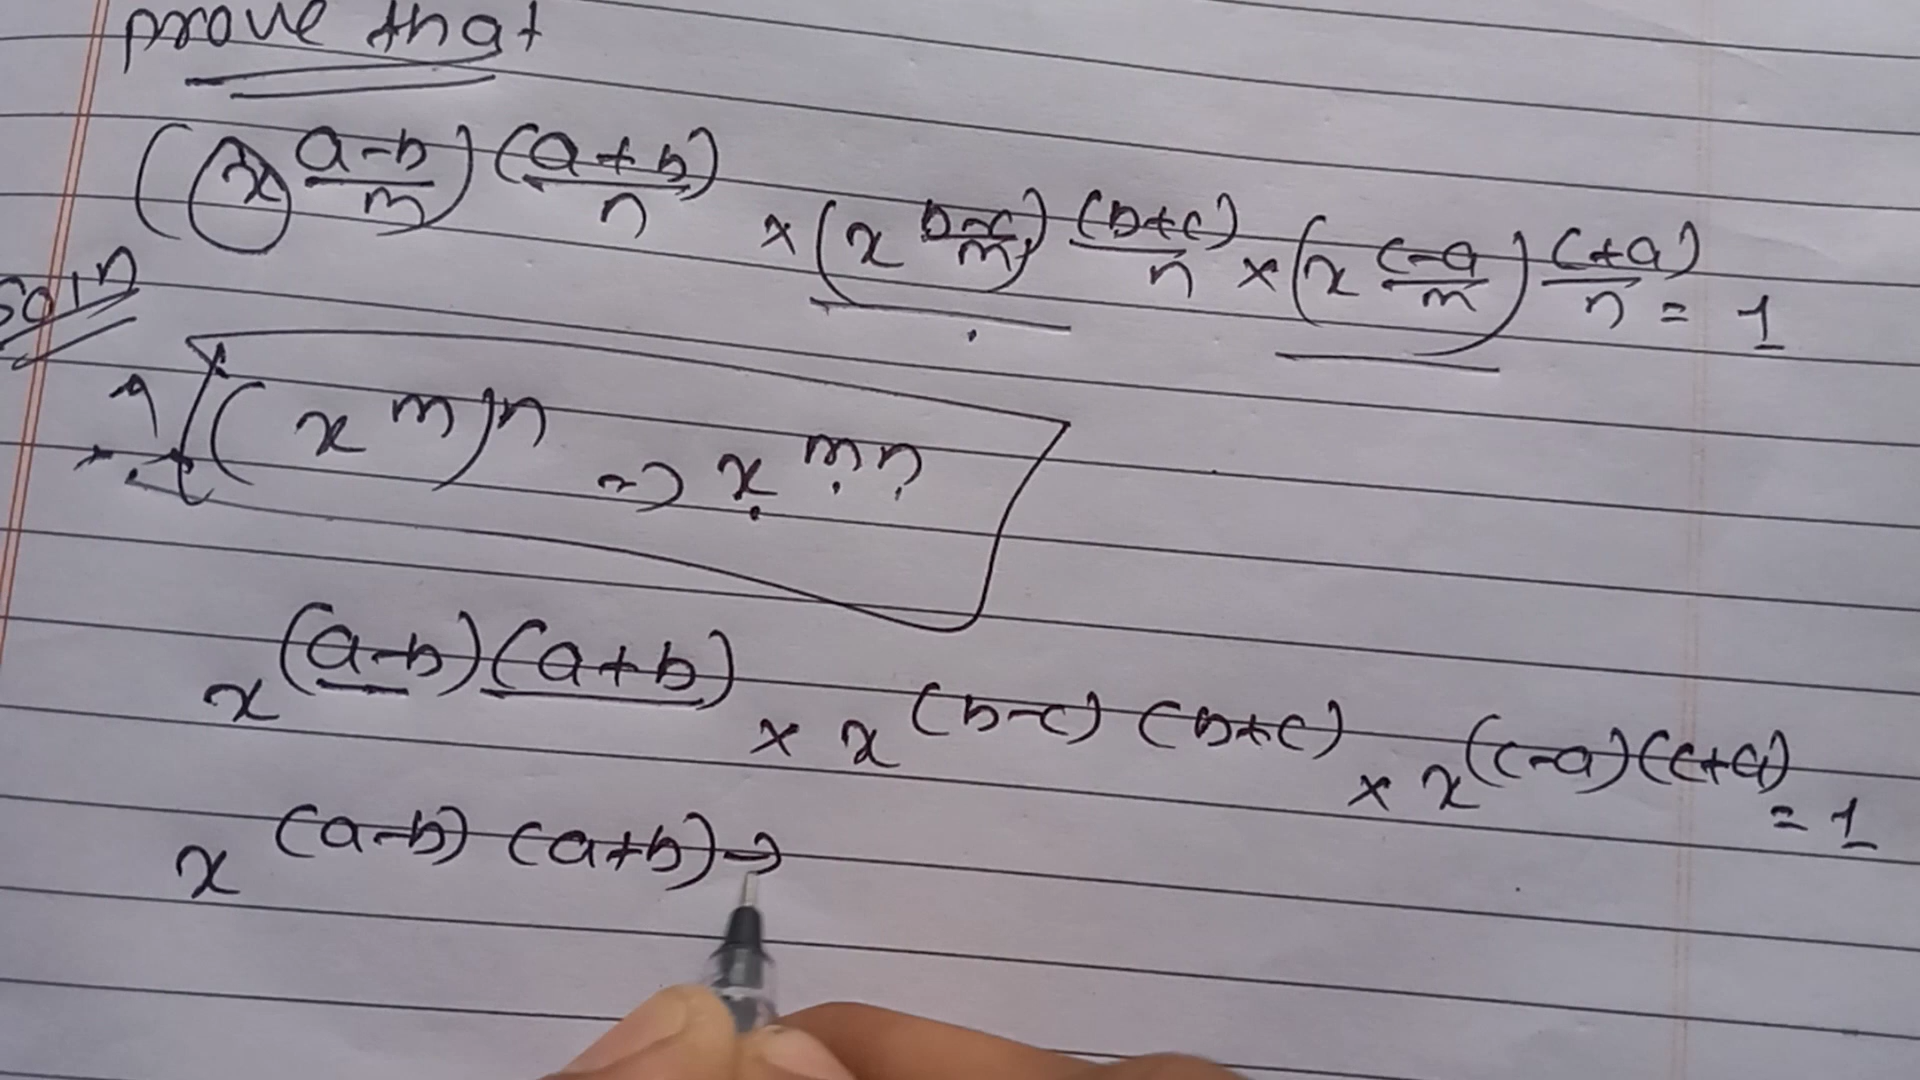 prove that
(x^(a-b)/m)^(a+b)/n × (x^(b-c)/m)^(b+c)/n × (x^(c-a)/m)^(c+a)/n = 1
Soln
(x^m)^n → x^mn
x^(a-b)(a+b) × x^(b-c)(b+c) × x^(c-a)(c+a) = 1
x^(a-b)(a+b) →